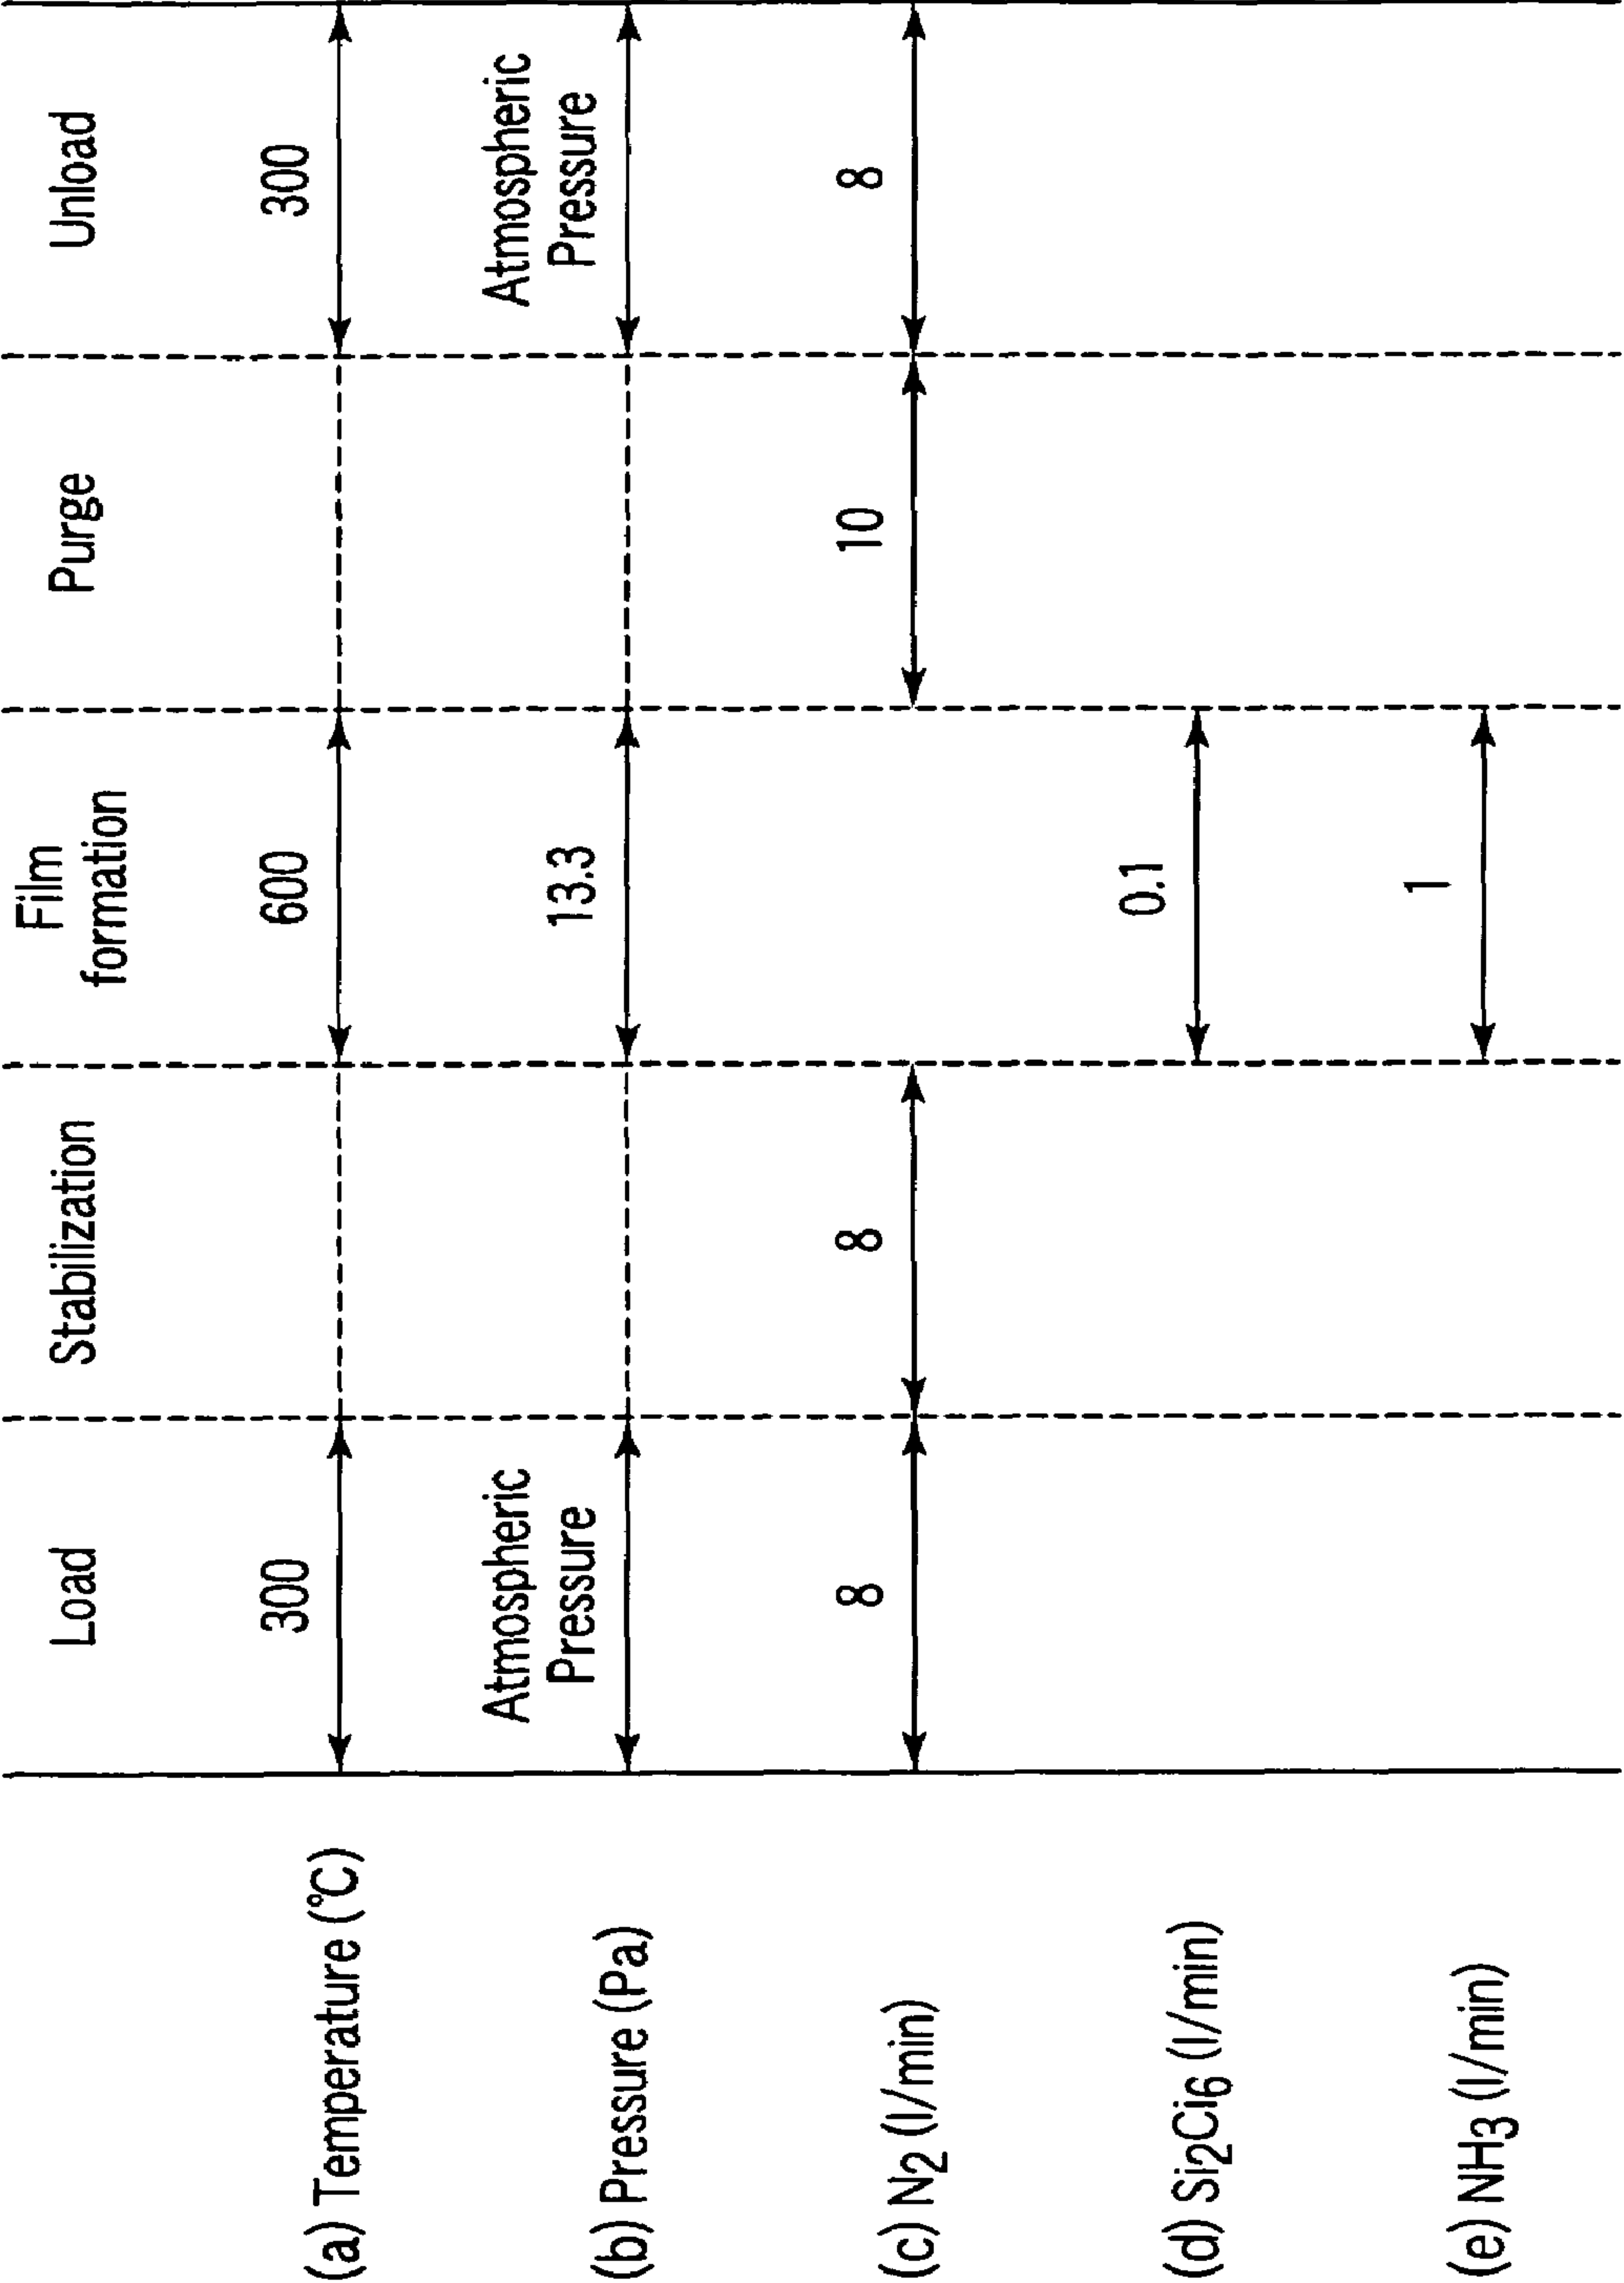 Load
Stabilization
Film
formation
Purge
Unload
(a) Temperature (℃)
300
600
300
(b) Pressure (Pa)
Atmospheric
Pressure
13.3
Atmospheric
Pressure
(c) N2 (l/min)
8
8
10
8
(d) Si2Ci6 (l/min)
0.1
(e) NH3 (l/min)
1